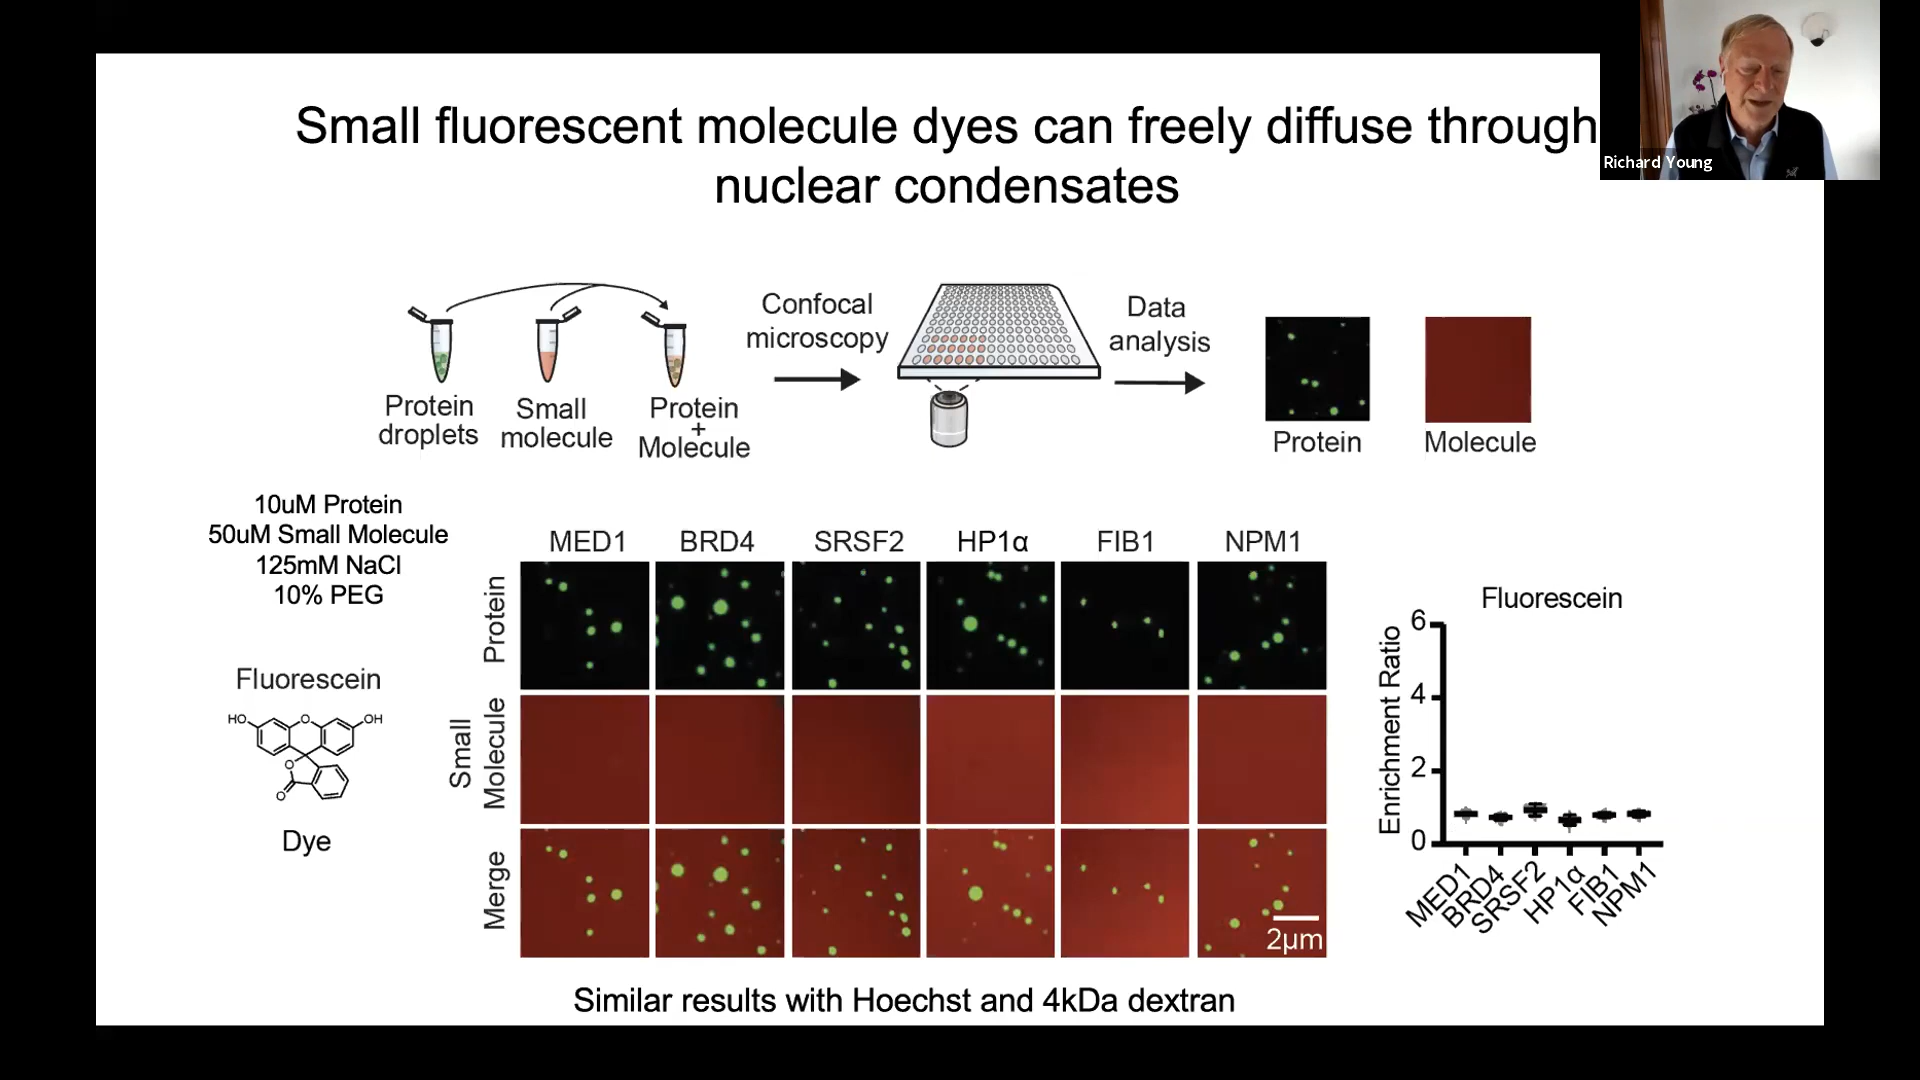 Small fluorescent molecule dyes can freely diffuse through
nuclear condensates
Richard Young
Protein
droplets
Small
molecule
Protein
+
Molecule
Confocal
microscopy
Data
analysis
Protein
Molecule
10uM Protein
50uM Small Molecule
125mM NaCl
10% PEG
Fluorescein
HO
O
OH
O
O
Dye
MED1
BRD4
SRSF2
HP1α
FIB1
NPM1
Protein
Small
Molecule
Merge
2µm
Fluorescein
Enrichment Ratio
6
4
2
0
MED1
BRD4
SRSF2
HP1α
FIB1
NPM1
Similar results with Hoechst and 4kDa dextran